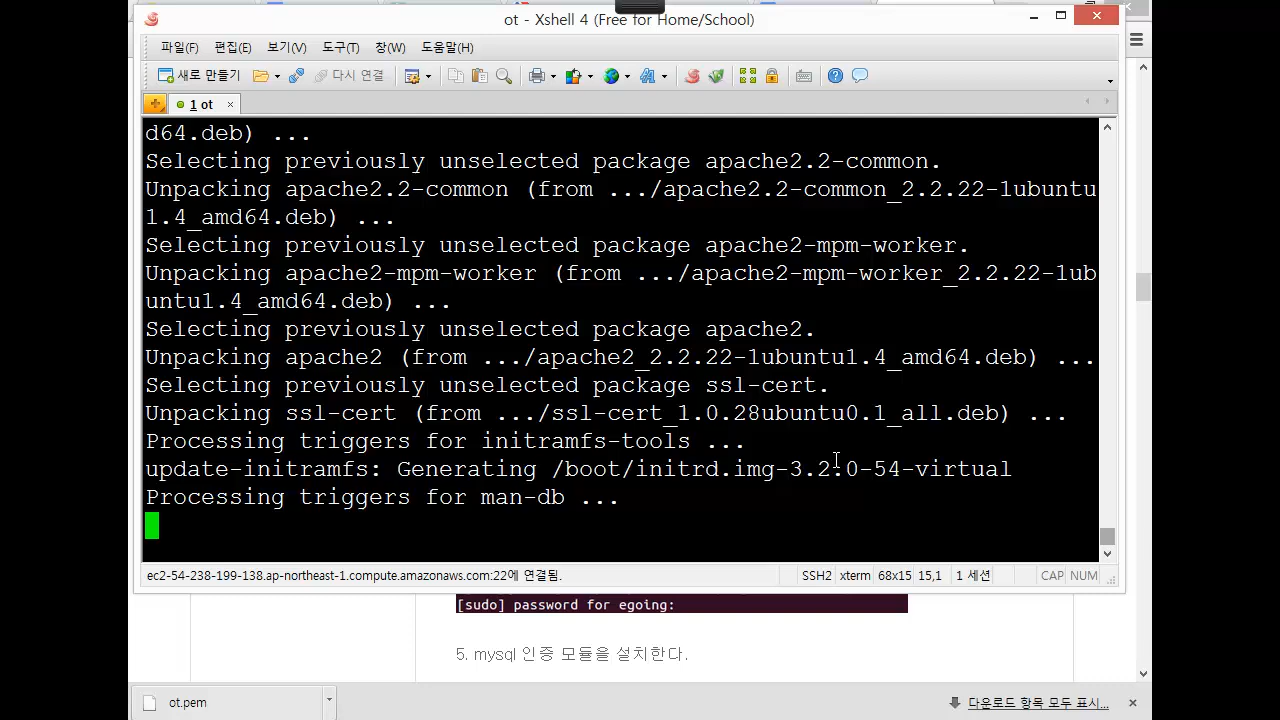 ot - Xshell 4 (Free for Home/School)
파일(F) 편집(E) 보기(V) 도구(T) 창(W) 도움말(H)
새로 만들기 다시 연결
1 ot
d64.deb) ...
Selecting previously unselected package apache2.2-common.
Unpacking apache2.2-common (from .../apache2.2-common_2.2.22-1ubuntu
1.4_amd64.deb) ...
Selecting previously unselected package apache2-mpm-worker.
Unpacking apache2-mpm-worker (from .../apache2-mpm-worker_2.2.22-1ub
untu1.4_amd64.deb) ...
Selecting previously unselected package apache2.
Unpacking apache2 (from .../apache2_2.2.22-1ubuntu1.4_amd64.deb) ...
Selecting previously unselected package ssl-cert.
Unpacking ssl-cert (from .../ssl-cert_1.0.28ubuntu0.1_all.deb) ...
Processing triggers for initramfs-tools ...
update-initramfs: Generating /boot/initrd.img-3.2.0-54-virtual
Processing triggers for man-db ...
ec2-54-238-199-138.ap-northeast-1.compute.amazonaws.com:22에 연결됨. SSH2 xterm 68x15 15,1 1 세션 CAP NUM
[sudo] password for egoing:
5. mysql 인증 모듈을 설치한다.
ot.pem 다운로드 항목 모두 표시...